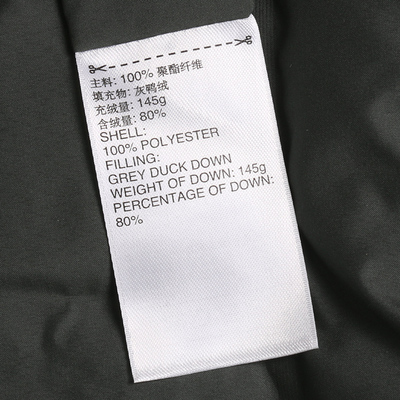 主料: 100% 聚酯纤维
填充物: 灰鸭绒
充绒量: 145g
含绒量: 80%
SHELL:
100% POLYESTER
FILLING:
GREY DUCK DOWN
WEIGHT OF DOWN: 145g
PERCENTAGE OF DOWN:
80%